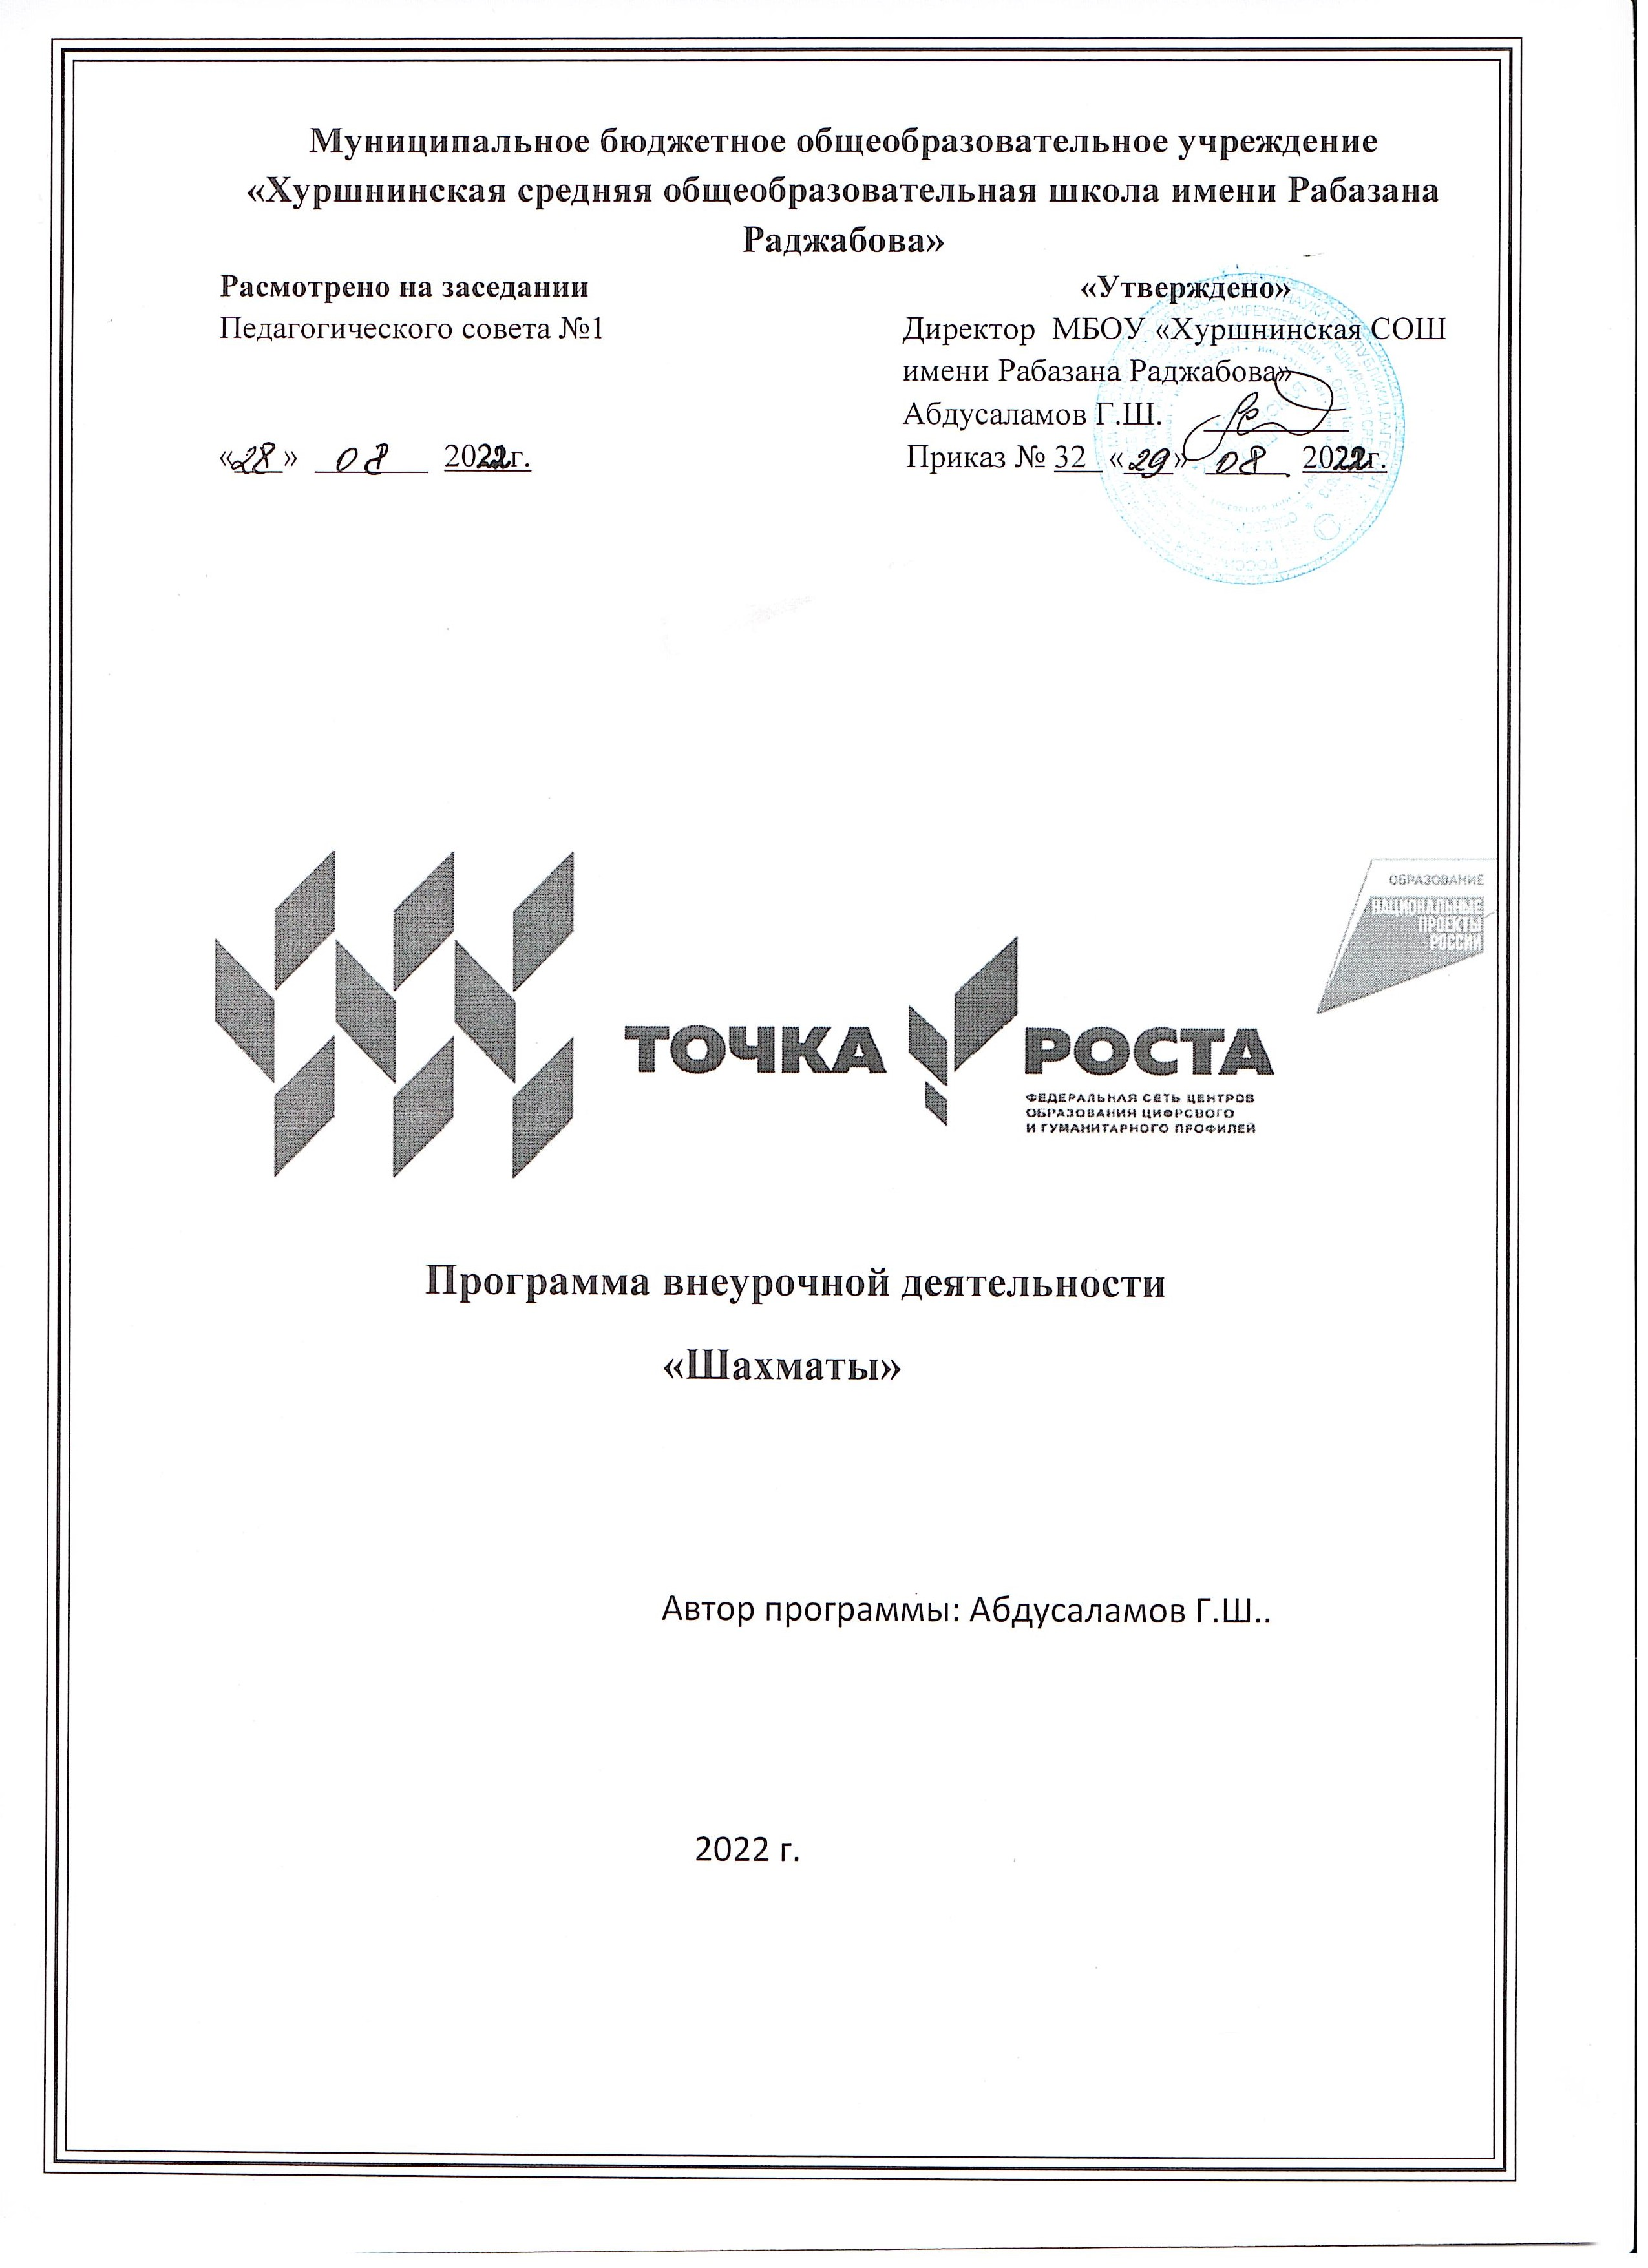 Муниципальное бюджетное общеобразовательное учреждение
«Хуршнинская средняя общеобразовательная школа имени Рабазана
Раджабова»
Расмотрено на заседании
Педагогического совета №1
«28» 08 2022г.
«Утверждено»
Директор МБОУ «Хуршнинская СОШ
имени Рабазана Раджабова»
Абдусаламов Г.Ш.
Приказ № 32 «29» 08 2022г.
ОБРАЗОВАНИЕ
НАЦИОНАЛЬНЫЕ
ПРОЕКТЫ
РОССИИ
ТОЧКА РОСТА
ФЕДЕРАЛЬНАЯ СЕТЬ ЦЕНТРОВ
ОБРАЗОВАНИЯ ЦИФРОВОГО
И ГУМАНИТАРНОГО ПРОФИЛЕЙ
Программа внеурочной деятельности
«Шахматы»
Автор программы: Абдусаламов Г.Ш..
2022 г.